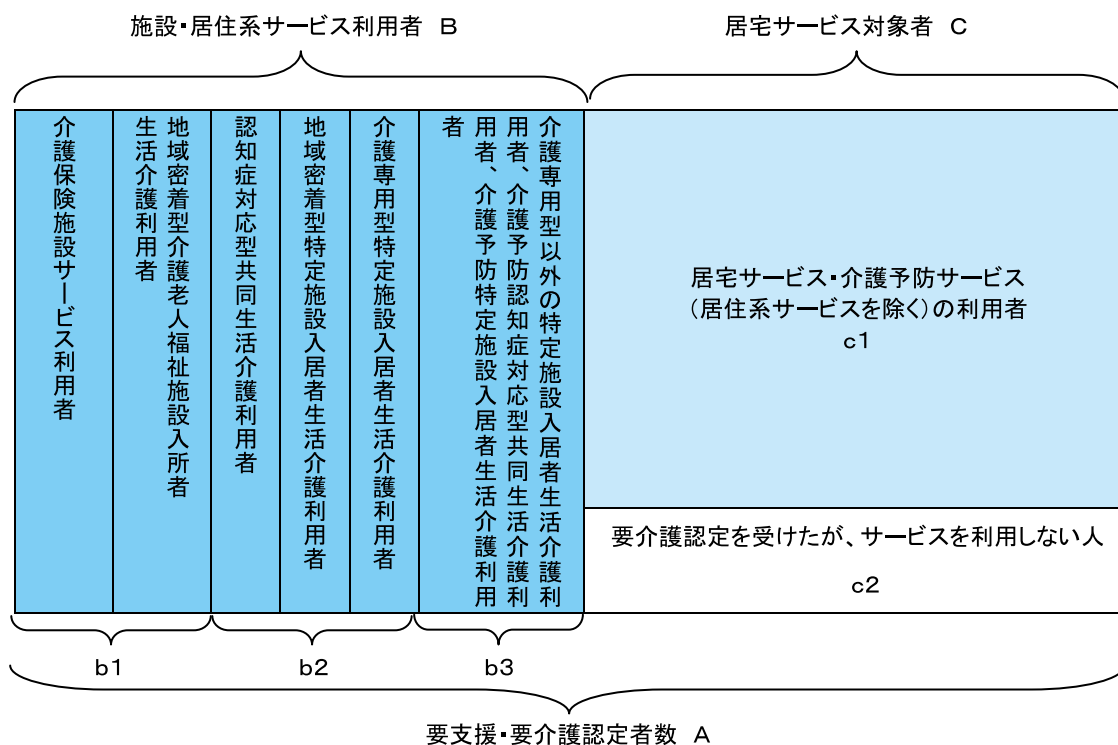 施設・居住系サービス利用者 B
居宅サービス対象者 C
介護保険施設サービス利用者
地域密着型介護老人福祉施設入所者
生活介護利用者
認知症対応型共同生活介護利用者
地域密着型特定施設入居者生活介護利用者
介護専用型特定施設入居者生活介護利用者
介護専用型以外の特定施設入居者生活介護利
用者、介護予防認知症対応型共同生活介護利
用者、介護予防特定施設入居者生活介護利用
者
居宅サービス・介護予防サービス
(居住系サービスを除く)の利用者
c1
要介護認定を受けたが、サービスを利用しない人
c2
b1
b2
b3
要支援・要介護認定者数 A